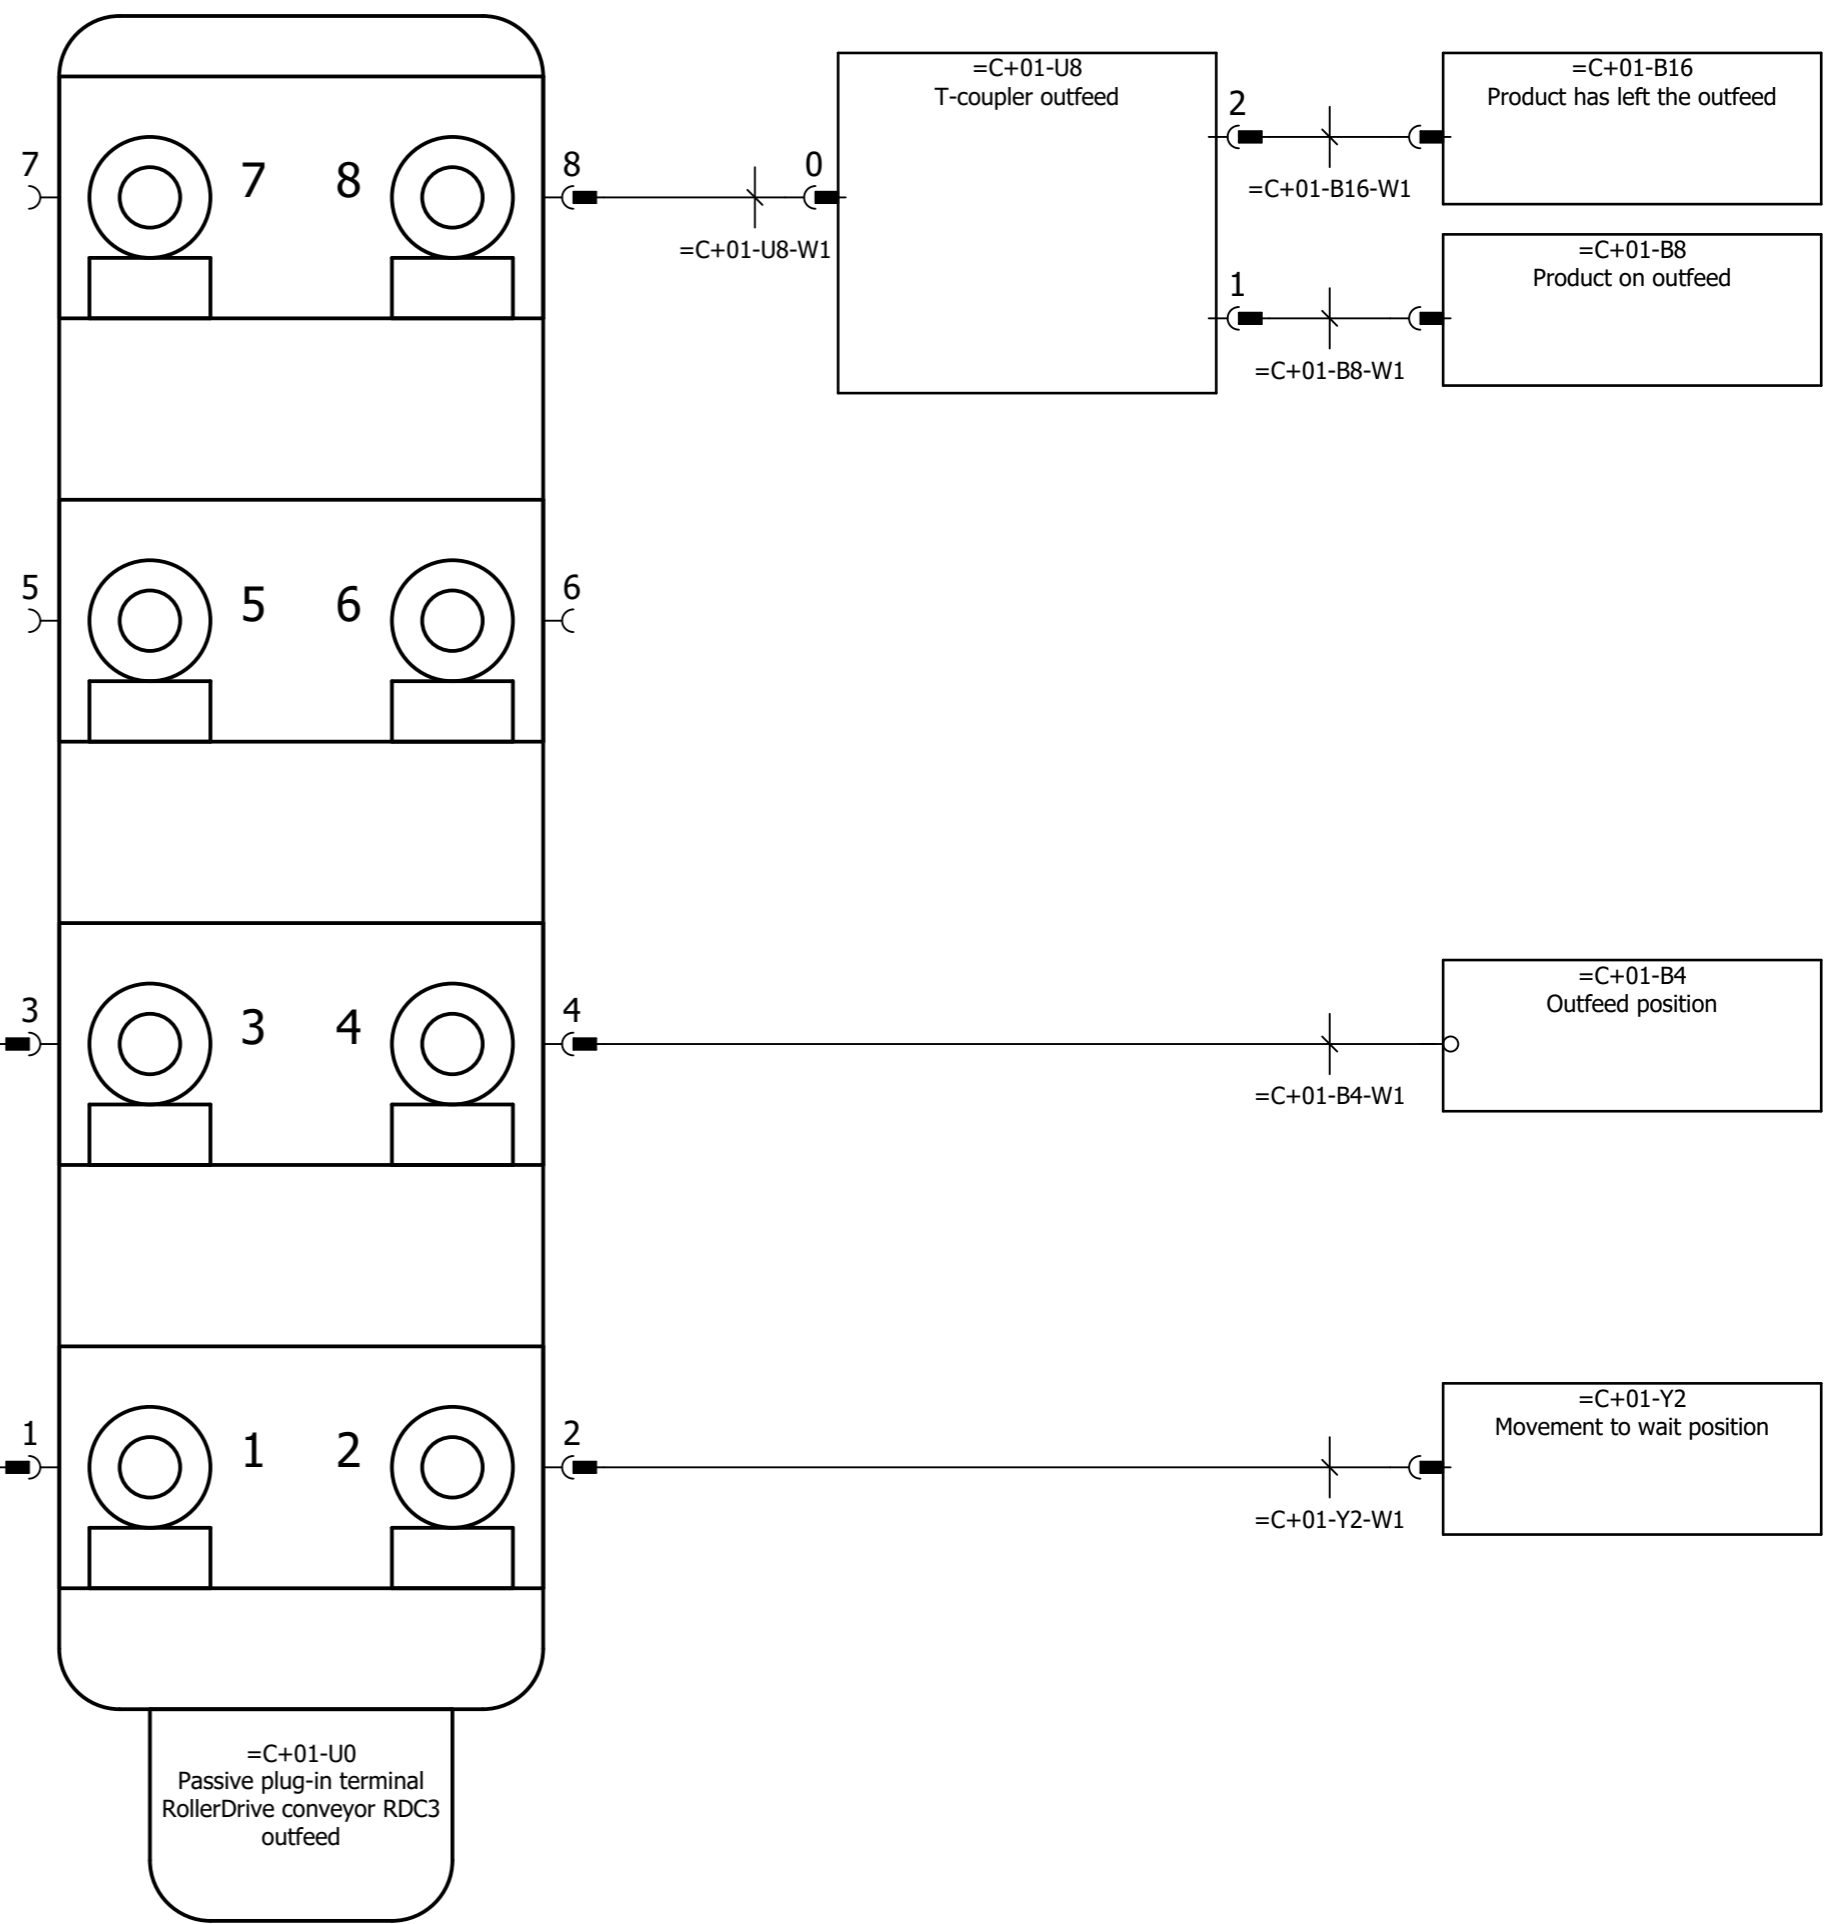 =C+01-U8
T-coupler outfeed
=C+01-B16
Product has left the outfeed
2
=C+01-B16-W1
7
7
8
8
0
=C+01-U8-W1
=C+01-B8
Product on outfeed
1
=C+01-B8-W1
5
5
6
6
3
3
4
4
=C+01-B4
Outfeed position
=C+01-B4-W1
1
1
2
2
=C+01-Y2
Movement to wait position
=C+01-Y2-W1
=C+01-U0
Passive plug-in terminal
RollerDrive conveyor RDC3
outfeed